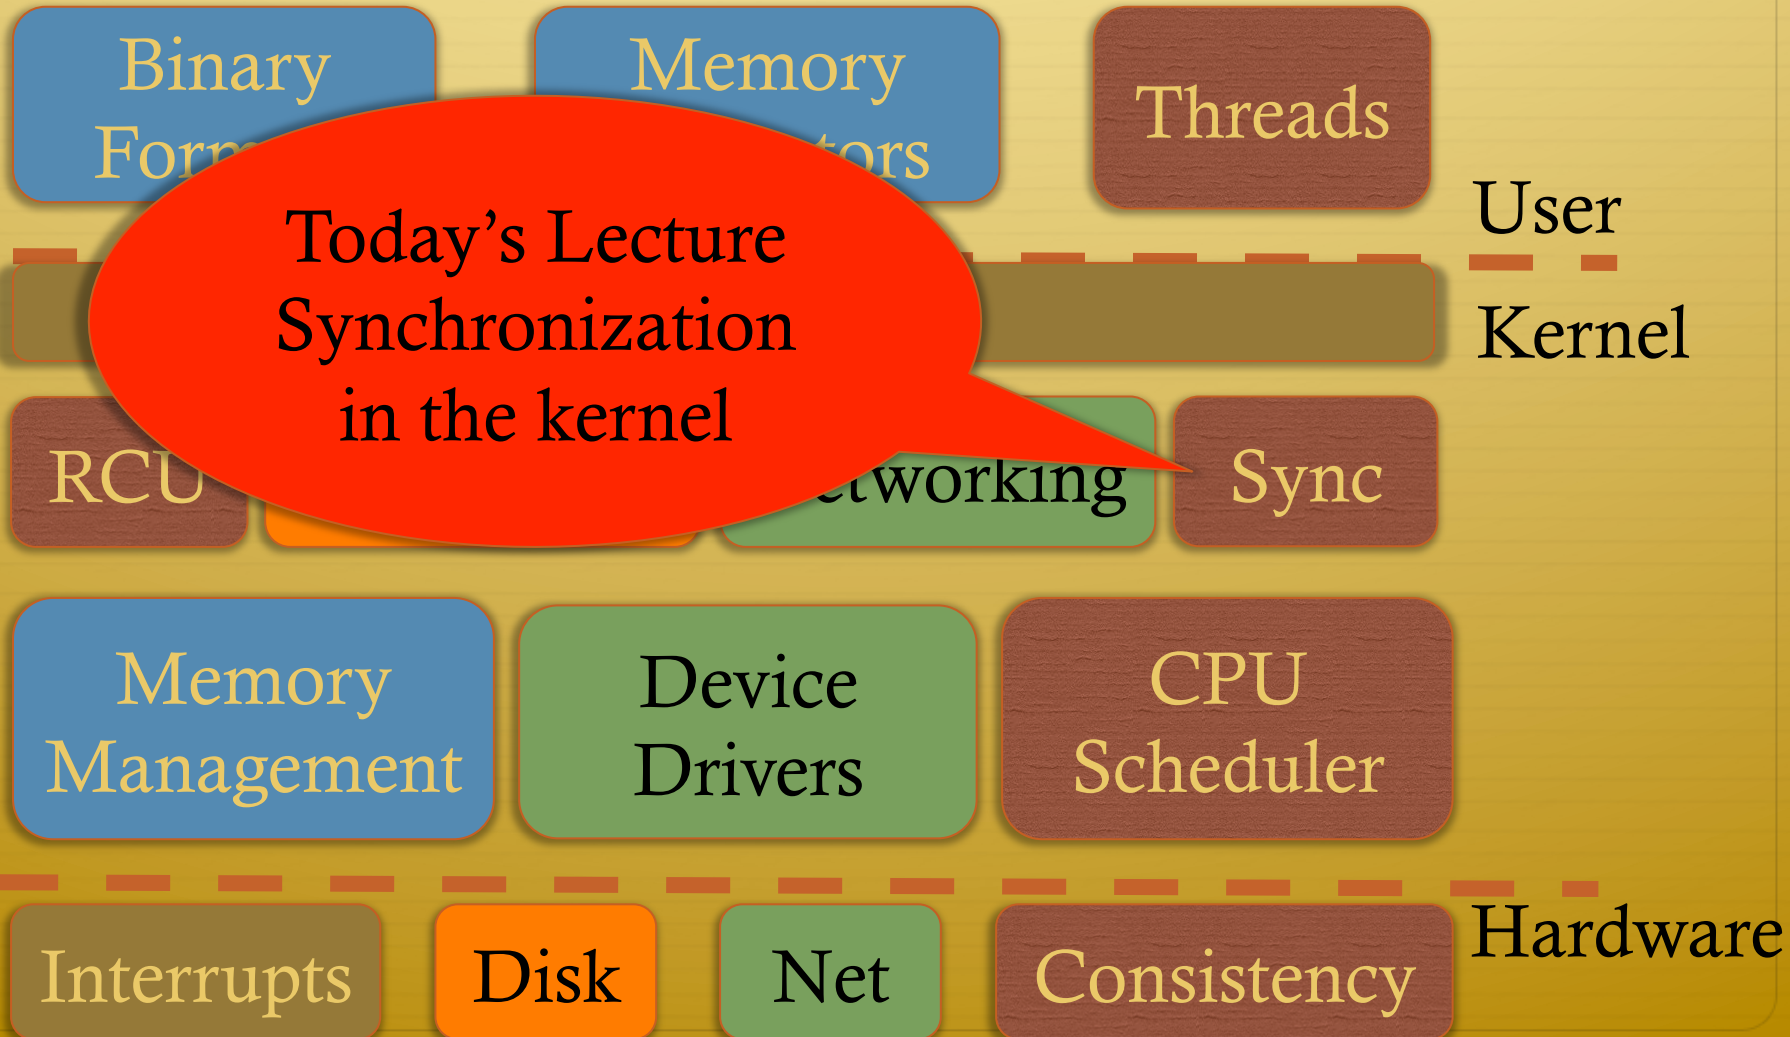 Binary
Memory
Threads
User
Today's Lecture
Synchronization
in the kernel
Kernel
RCU
Sync
Memory
Management
Device
Drivers
CPU
Scheduler
Hardware
Interrupts
Disk
Net
Consistency